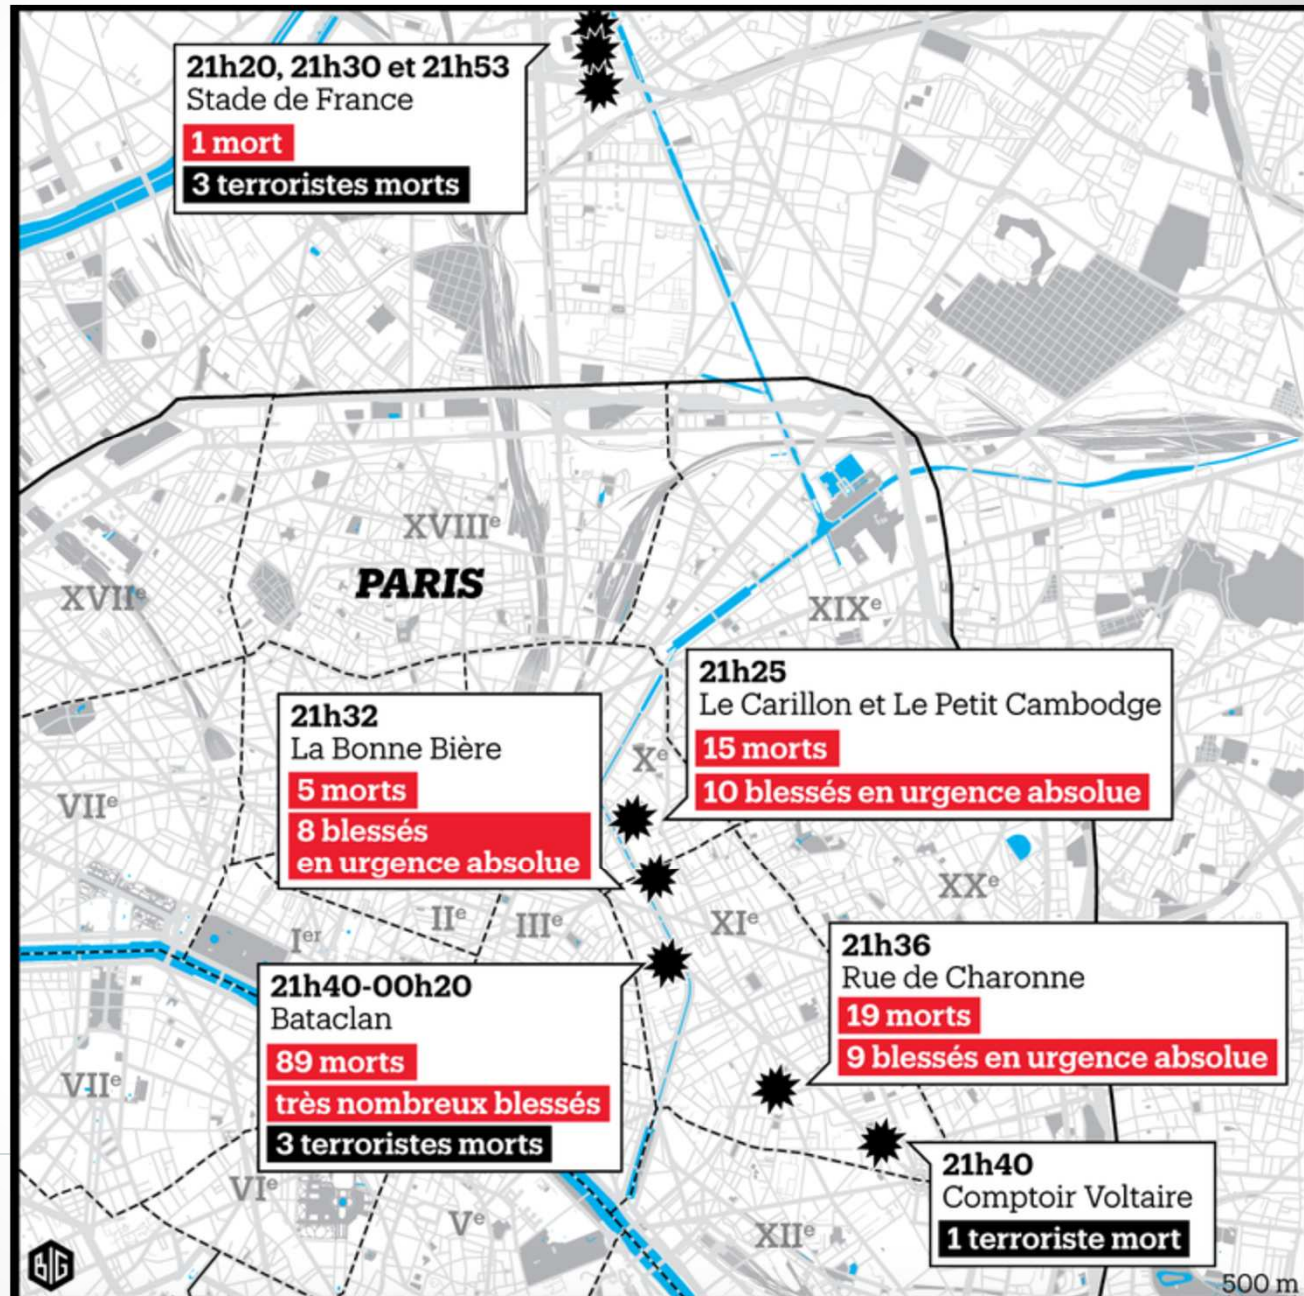 21h20, 21h30 et 21h53
Stade de France
1 mort
3 terroristes morts
XVIIIᵉ
PARIS
XVIIᵉ
XIXᵉ
21h25
Le Carillon et Le Petit Cambodge
15 morts
10 blessés en urgence absolue
21h32
La Bonne Bière
5 morts
8 blessés
en urgence absolue
Xᵉ
VIIᵉ
XXᵉ
IIᵉ
IIIᵉ
XIᵉ
Iᵉʳ
21h36
Rue de Charonne
19 morts
9 blessés en urgence absolue
21h40-00h20
Bataclan
89 morts
très nombreux blessés
3 terroristes morts
VIIᵉ
21h40
Comptoir Voltaire
1 terroriste mort
VIᵉ
Vᵉ
XIIᵉ
BIG
500 m